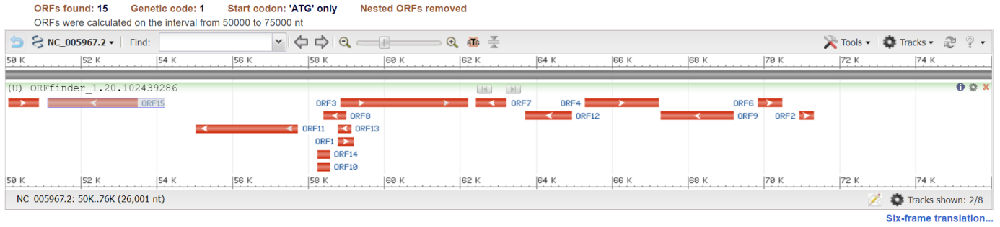 ORFs found: 15 Genetic code: 1 Start codon: 'ATG' only Nested ORFs removed
ORFs were calculated on the interval from 50000 to 75000 nt
NC_005967.2 Find: ATG Tools Tracks ?
50 K 52 K 54 K 56 K 58 K 60 K 62 K 64 K 66 K 68 K 70 K 72 K 74 K
(U) ORFfinder_1.20.102439286
ORF15 ORF3 ORF7 ORF4 ORF6
ORF8 ORF12 ORF9 ORF2
ORF11 ORF13
ORF1
ORF14
ORF10
50 K 52 K 54 K 56 K 58 K 60 K 62 K 64 K 66 K 68 K 70 K 72 K 74 K
NC_005967.2: 50K..76K (26,001 nt) Tracks shown: 2/8
Six-frame translation...